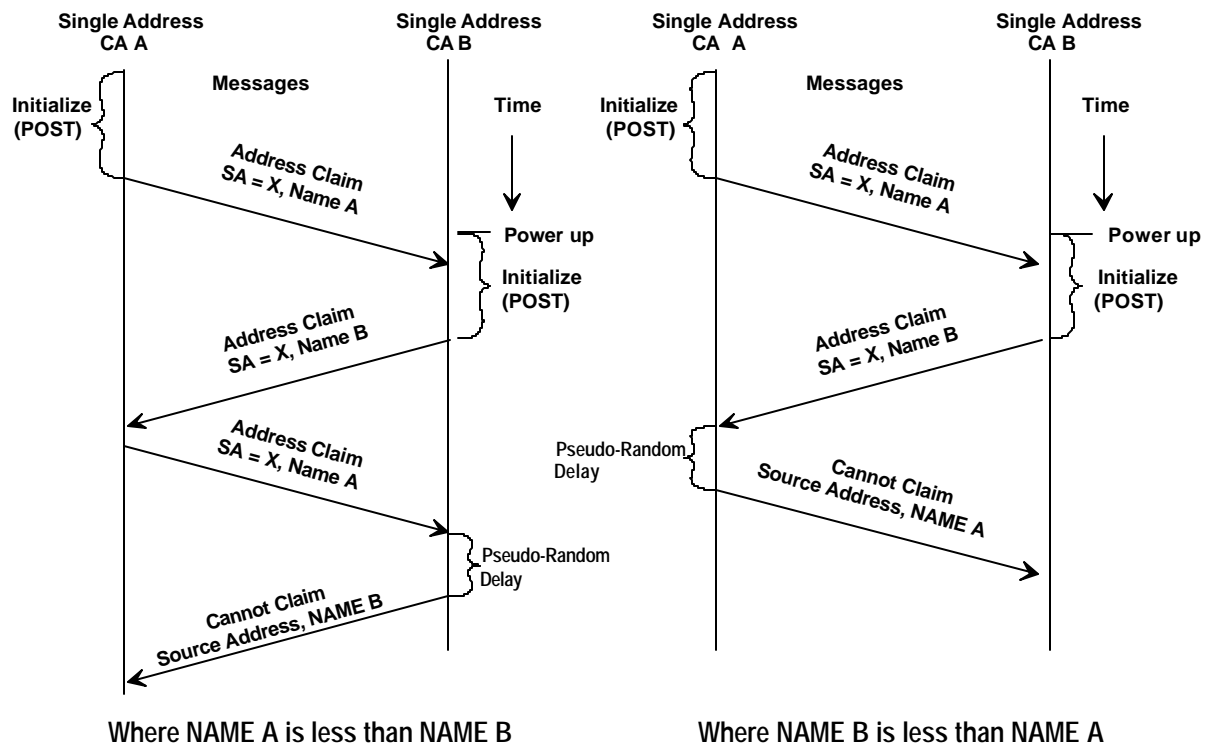 Single Address
CA A
Single Address
CA B
Messages
Initialize
(POST)
Time
Address Claim
SA = X, Name A
Power up
Initialize
(POST)
Address Claim
SA = X, Name B
Address Claim
SA = X, Name A
Pseudo-Random
Delay
Cannot Claim
Source Address, NAME B
Where NAME A is less than NAME B
Single Address
CA A
Single Address
CA B
Messages
Initialize
(POST)
Time
Address Claim
SA = X, Name A
Power up
Initialize
(POST)
Address Claim
SA = X, Name B
Pseudo-Random
Delay
Cannot Claim
Source Address, NAME A
Where NAME B is less than NAME A